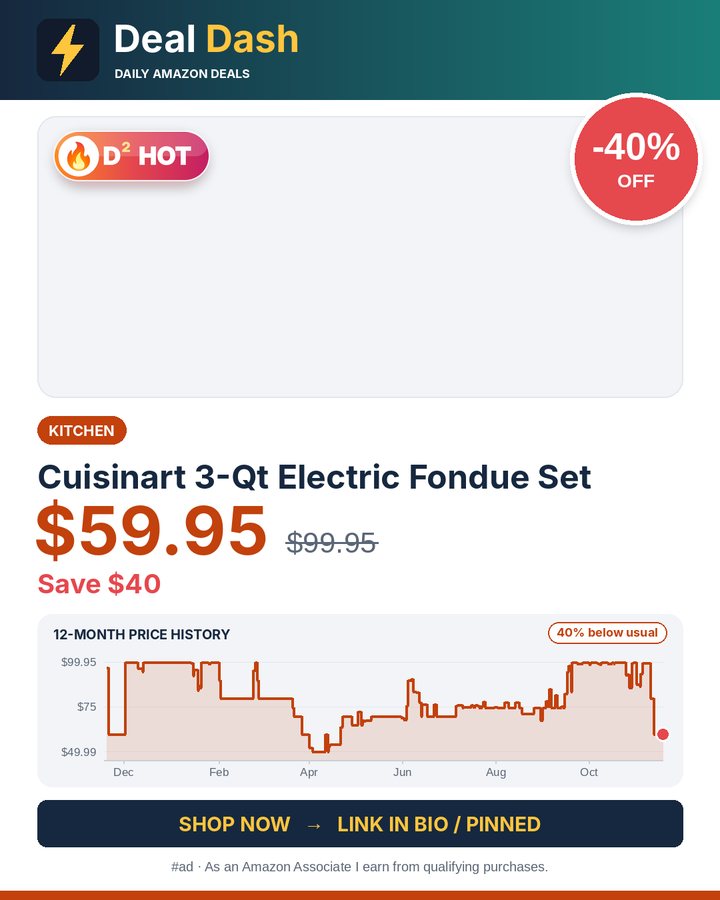 Deal Dash
DAILY AMAZON DEALS
D² HOT
-40%
OFF
KITCHEN
Cuisinart 3-Qt Electric Fondue Set
$59.95 $99.95
Save $40
12-MONTH PRICE HISTORY
40% below usual
$99.95
$75
$49.99
Dec Feb Apr Jun Aug Oct
SHOP NOW → LINK IN BIO / PINNED
#ad · As an Amazon Associate I earn from qualifying purchases.